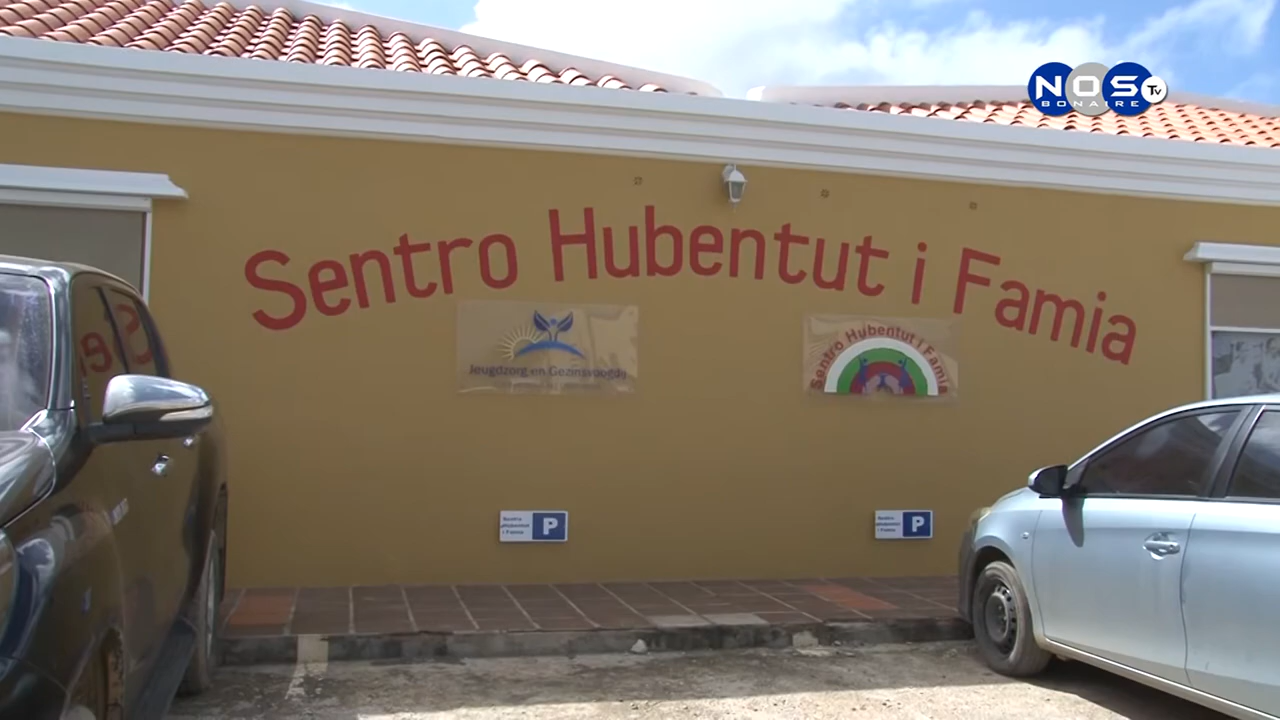 NOS TV
BONAIRE
Sentro Hubentut i Famia
Jeugdzorg en Gezinsvoogdij
Sentro Hubentut i Famia
Sentro
Hubentut
i Famia
P
Sentro
Hubentut
i Famia
P